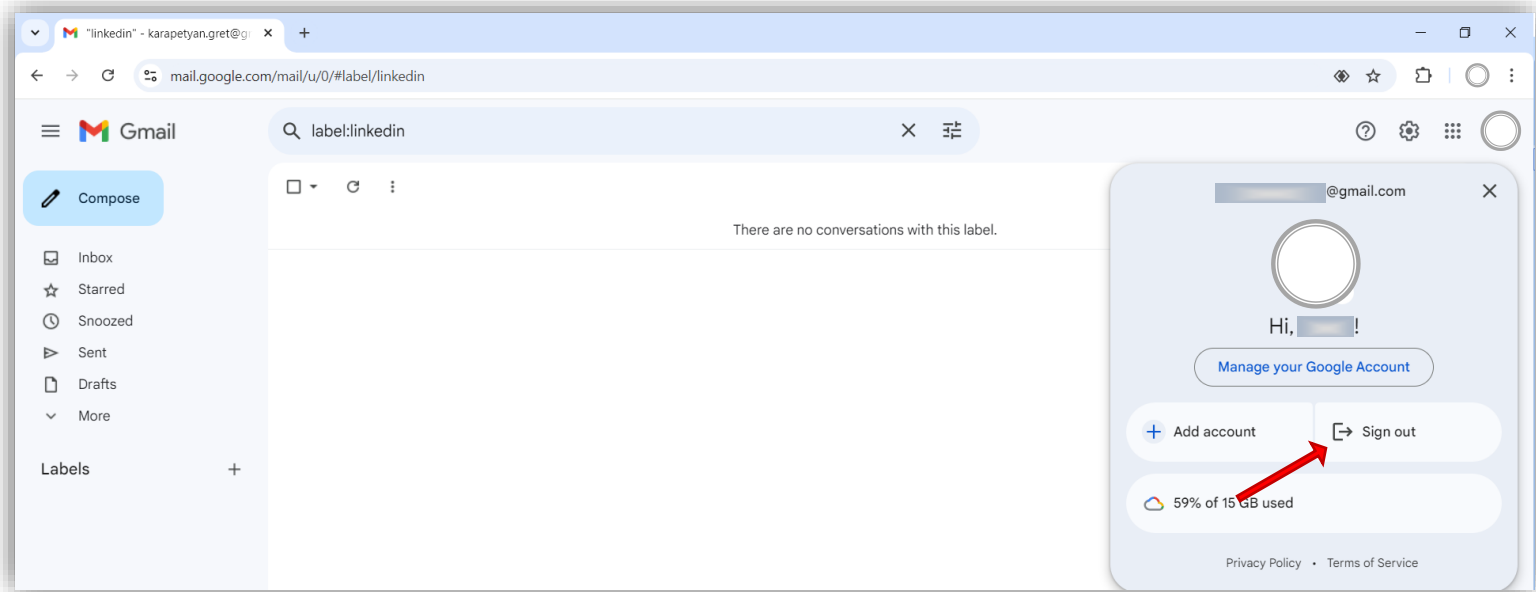 "linkedin" - karapetyan.gret@g
mail.google.com/mail/u/0/#label/linkedin
Gmail
label:linkedin
Compose
There are no conversations with this label.
Inbox
Starred
Snoozed
Sent
Drafts
More
Labels
@gmail.com
Hi, !
Manage your Google Account
Add account
Sign out
59% of 15 GB used
Privacy Policy • Terms of Service